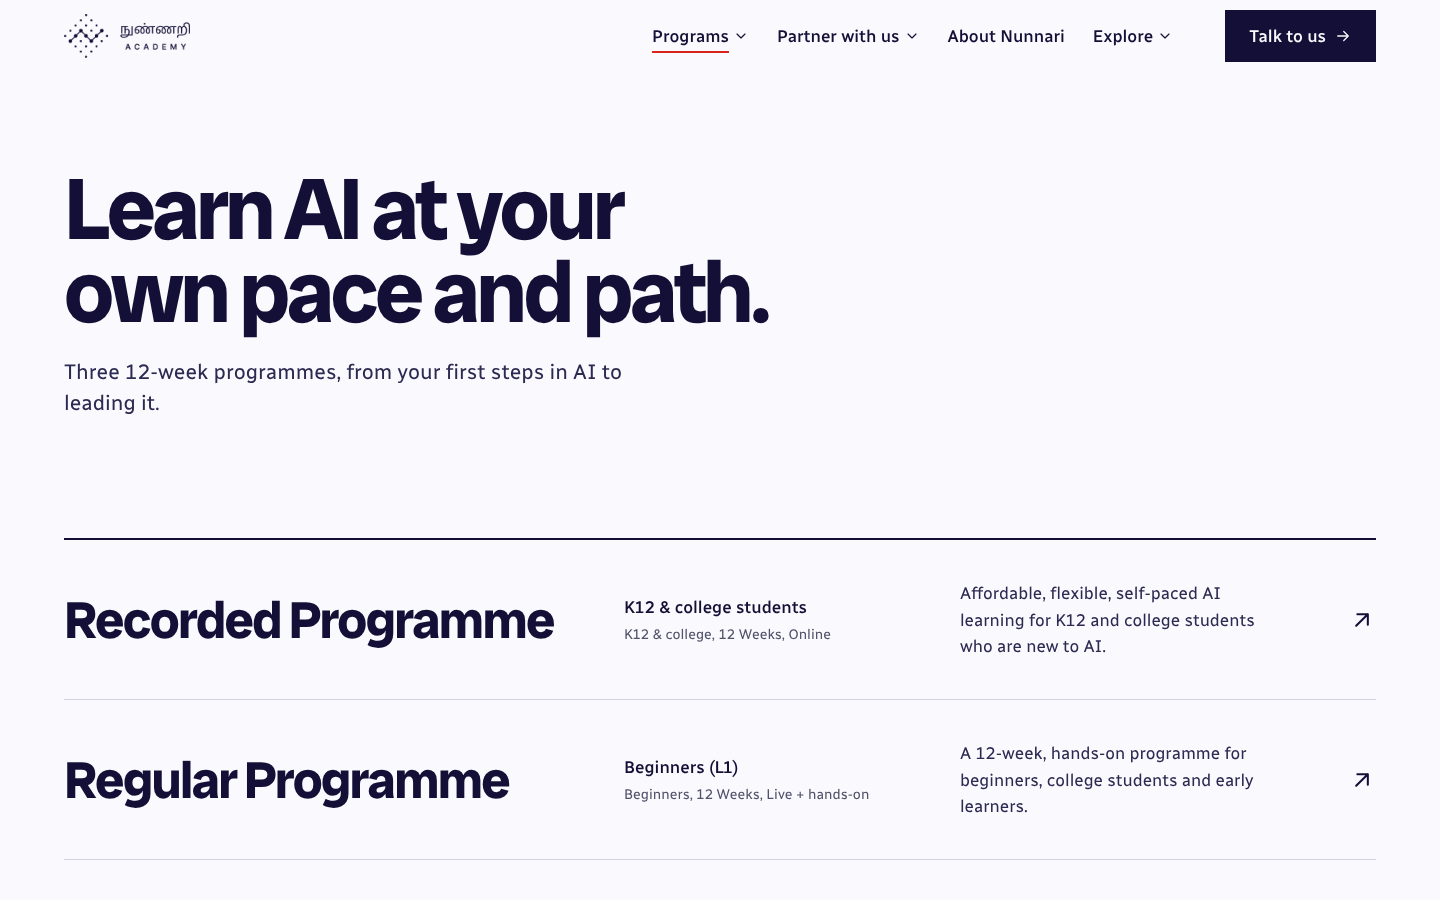 நுண்ணறி
ACADEMY
Programs
Partner with us
About Nunnari
Explore
Talk to us →
Learn AI at your
own pace and path.
Three 12-week programmes, from your first steps in AI to
leading it.
Recorded Programme
K12 & college students
K12 & college, 12 Weeks, Online
Affordable, flexible, self-paced AI
learning for K12 and college students
who are new to AI.
Regular Programme
Beginners (L1)
Beginners, 12 Weeks, Live + hands-on
A 12-week, hands-on programme for
beginners, college students and early
learners.